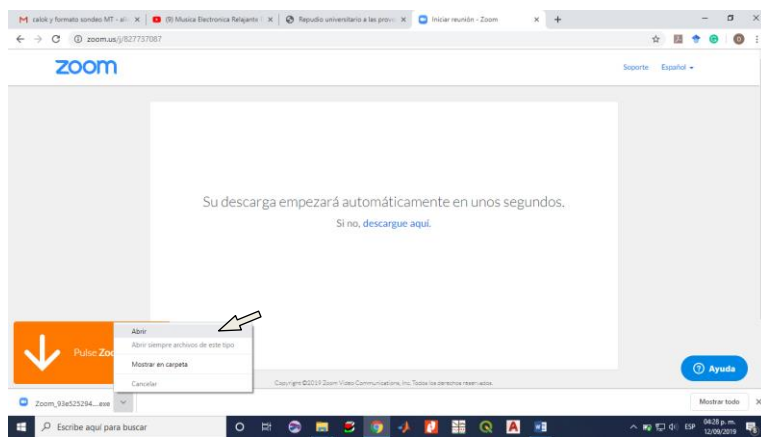 calok y formato sondeo MT - ali
(9) Musica Electronica Relajante
Repudio universitario a las prov
Iniciar reunión - Zoom
zoom.us/j/827737087
zoom
Soporte
Español
Su descarga empezará automáticamente en unos segundos.
Si no, descargue aquí.
Abrir
Abrir siempre archivos de este tipo
Pulse Zoo
Mostrar en carpeta
Cancelar
Ayuda
Copyright ©2019 Zoom Video Communications, Inc. Todos los derechos reservados.
Zoom_93e525294....exe
Mostrar todo
Escribe aquí para buscar
ESP
04:28 p. m.
12/09/2019